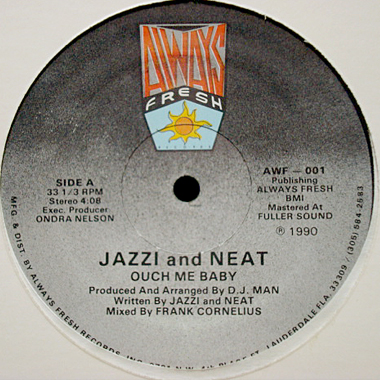 ALWAYS
FRESH
RECORDS
SIDE A
33 1/3 RPM
Stereo 4:08
Exec. Producer
ONDRA NELSON
AWF – 001
Publishing
ALWAYS FRESH
BMI
Mastered At
FULLER SOUND
℗ 1990
JAZZI and NEAT
OUCH ME BABY
Produced and Arranged By D.J. MAN
Written By JAZZI and NEAT
Mixed By FRANK CORNELIUS
MFG. & DIST. BY ALWAYS FRESH RECORDS INC. LAUDERDALE FLA. 33309 / (305) 584-2583